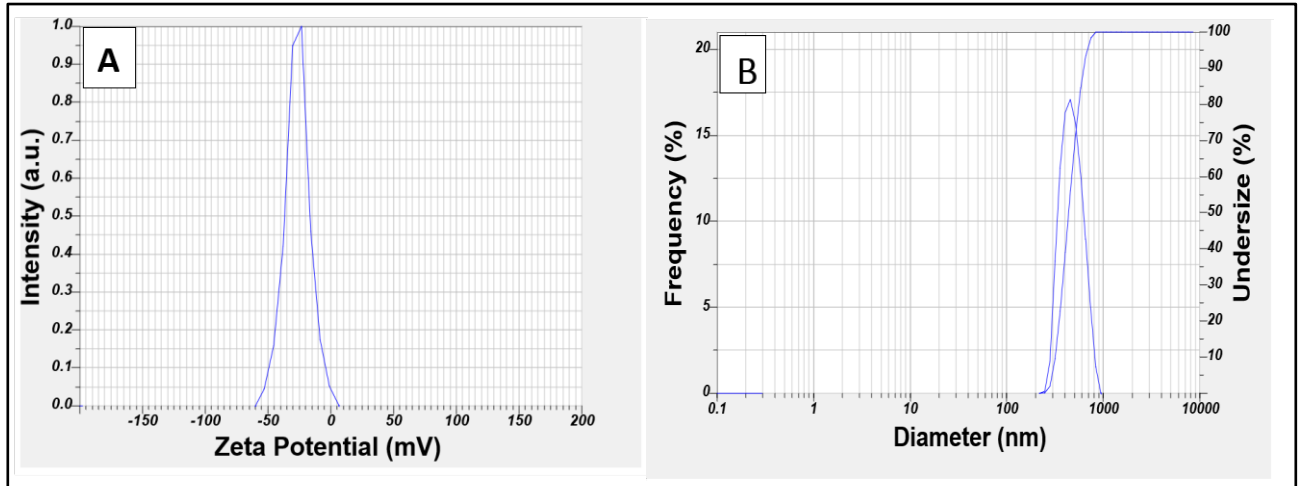 A
Intensity (a.u.)
1.0
0.9
0.8
0.7
0.6
0.5
0.4
0.3
0.2
0.1
0.0
-150 -100 -50 0 50 100 150 200
Zeta Potential (mV)
B
Frequency (%)
20
15
10
5
0
0.1 1 10 100 1000 10000
Diameter (nm)
100
90
80
70
60
50
40
30
20
10
Undersize (%)